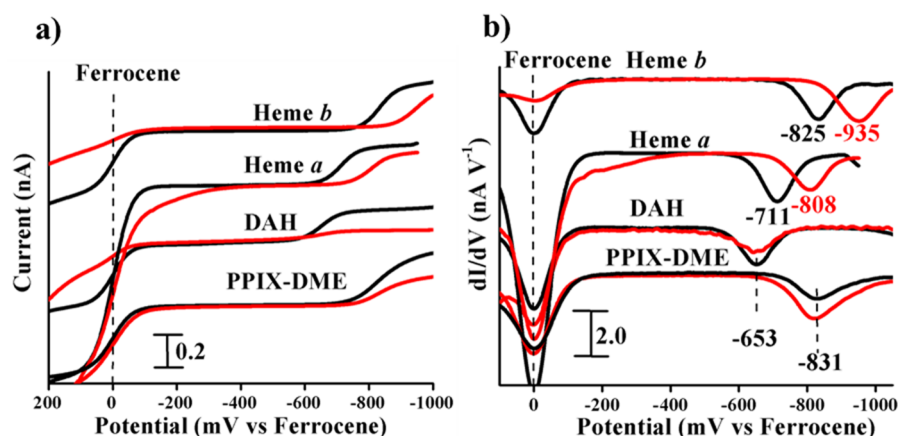 a)
Ferrocene
Heme b
Heme a
DAH
PPIX-DME
0.2
Current (nA)
200 0 -200 -400 -600 -800 -1000
Potential (mV vs Ferrocene)
b)
Ferrocene Heme b
-825 -935
Heme a
-711 -808
DAH
PPIX-DME
2.0
-653
-831
dI/dV (nA V⁻¹)
0 -200 -400 -600 -800 -1000
Potential (mV vs Ferrocene)